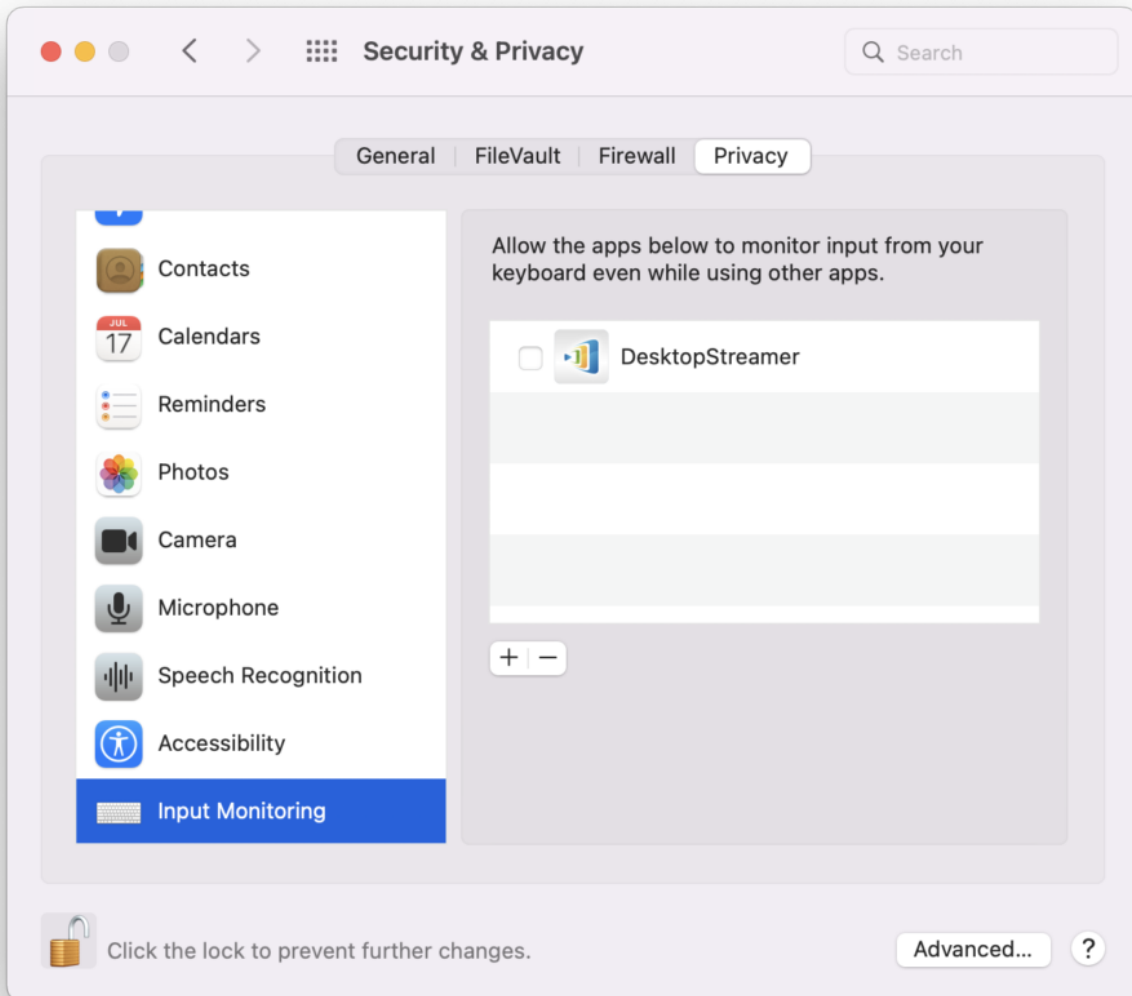 Security & Privacy
Search
General
FileVault
Firewall
Privacy
Contacts
JUL
17
Calendars
Reminders
Photos
Camera
Microphone
Speech Recognition
Accessibility
Input Monitoring
Allow the apps below to monitor input from your
keyboard even while using other apps.
DesktopStreamer
+ −
Click the lock to prevent further changes.
Advanced...
?